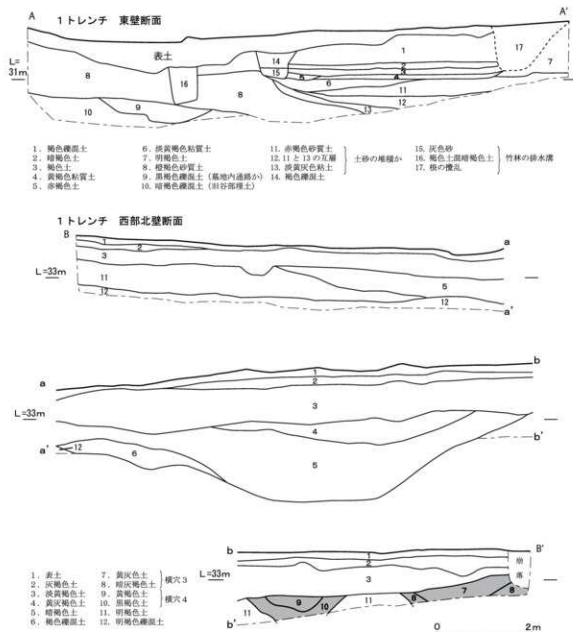 1トレンチ 東壁断面
A
A'
L=
31m
表土
8
16
14
15
1
2
3
4
5
6
17
7
10
9
8
11
12
13
1. 褐色礫混土
2. 暗褐色土
3. 褐色土
4. 黄褐色粘質土
5. 赤褐色土
6. 淡黄褐色粘質土
7. 明褐色土
8. 橙褐色砂質土
9. 黒褐色礫混土（墓地内通路か）
10. 暗褐色礫混土（旧谷部埋土）
11. 赤褐色砂質土
12. 11と13の互層
13. 淡黄灰色粘土
土砂の堆積か
14. 褐色礫混土
15. 灰色砂
16. 褐色土混暗褐色土
竹林の排水溝
17. 桜の攪乱
1トレンチ 西部北壁断面
B
a
1
2
3
L=33m
11
5
12
12
a'
a
b
1
2
3
L=33m
4
a'
12
6
5
b'
b
B'
1
2
3
L=33m
崩落
11
9
10
11
8
7
8
b'
1. 表土
2. 灰褐色土
3. 淡黄褐色土
4. 黄灰褐色土
5. 暗褐色土
6. 褐色礫混土
7. 黄灰色土
8. 暗灰褐色土
横穴3
9. 黄褐色土
10. 黒褐色土
横穴4
11. 明褐色土
12. 明褐色礫混土
0 2m